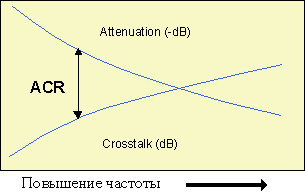 Attenuation (-dB)
ACR
Crosstalk (dB)
Повышение частоты